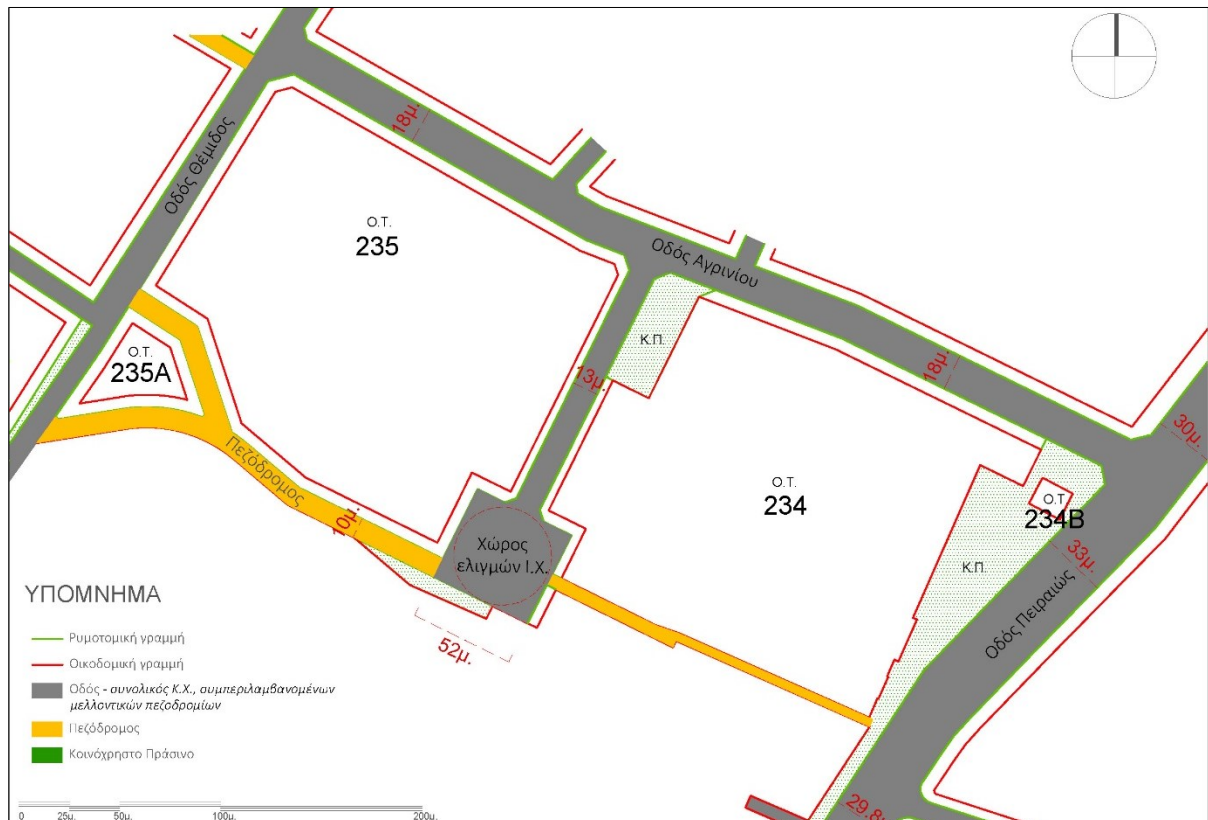 Οδός Θέμιδος
18μ.
Ο.Τ.
235
Οδός Αγρινίου
Κ.Π.
13μ.
18μ.
Ο.Τ.
235Α
30μ.
Πεζόδρομος
10μ.
Ο.Τ.
234
Ο.Τ
234Β
33μ.
Κ.Π.
Χώρος
ελιγμών Ι.Χ.
Οδός Πειραιώς
52μ.
29.8
ΥΠΟΜΝΗΜΑ
Ρυμοτομική γραμμή
Οικοδομική γραμμή
Οδός - συνολικός Κ.Χ., συμπεριλαμβανομένων
μελλοντικών πεζοδρομίων
Πεζόδρομος
Κοινόχρηστο Πράσινο
0 25μ. 50μ. 100μ. 200μ.